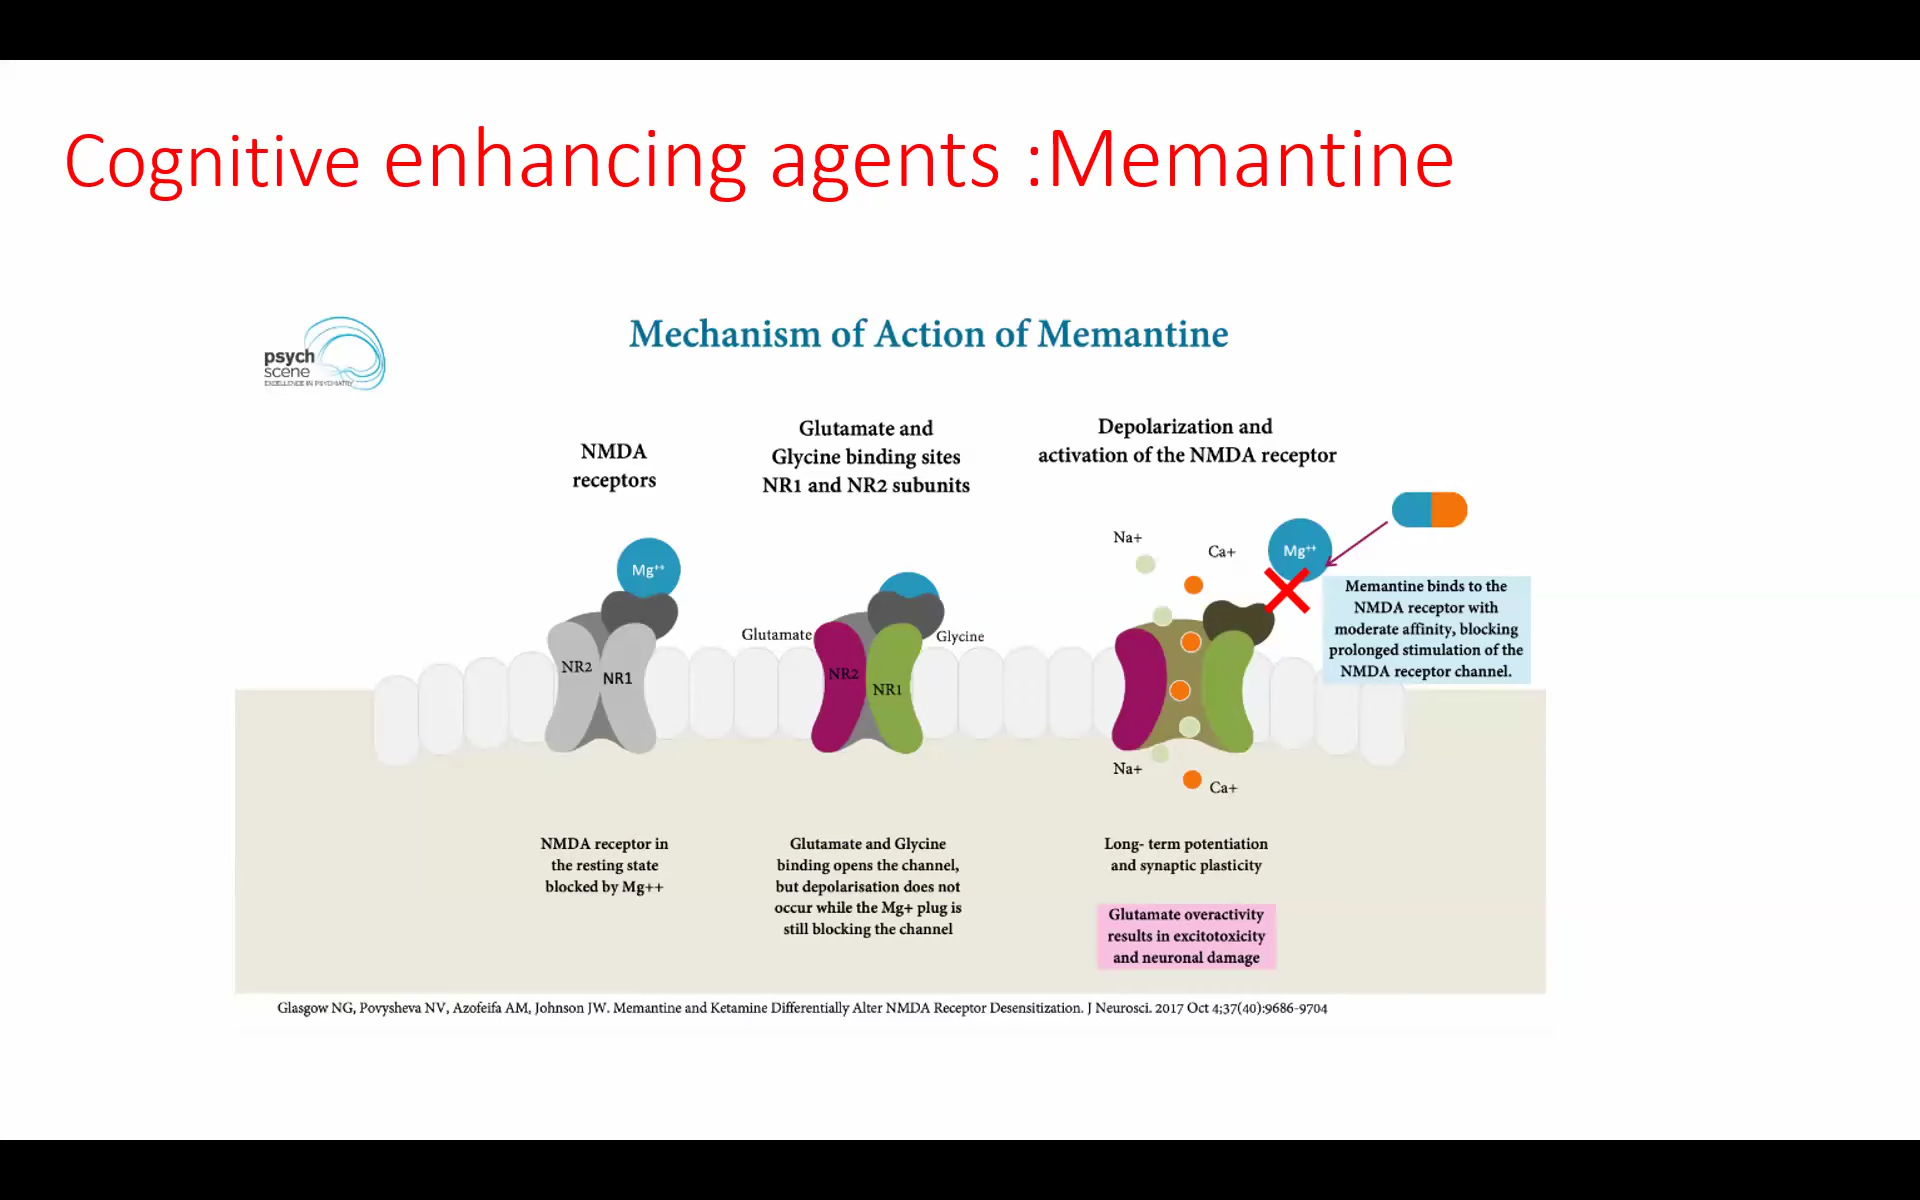 Cognitive enhancing agents :Memantine
psych
scene
EXCELLENCE IN PSYCHIATRY
Mechanism of Action of Memantine
NMDA
receptors
Glutamate and
Glycine binding sites
NR1 and NR2 subunits
Depolarization and
activation of the NMDA receptor
Mg++
NR2
NR1
Glutamate
Glycine
NR2
NR1
Na+
Ca+
Mg++
Memantine binds to the
NMDA receptor with
moderate affinity, blocking
prolonged stimulation of the
NMDA receptor channel.
Na+
Ca+
NMDA receptor in
the resting state
blocked by Mg++
Glutamate and Glycine
binding opens the channel,
but depolarisation does not
occur while the Mg+ plug is
still blocking the channel
Long- term potentiation
and synaptic plasticity
Glutamate overactivity
results in excitotoxicity
and neuronal damage
Glasgow NG, Povysheva NV, Azofeifa AM, Johnson JW. Memantine and Ketamine Differentially Alter NMDA Receptor Desensitization. J Neurosci. 2017 Oct 4;37(40):9686-9704